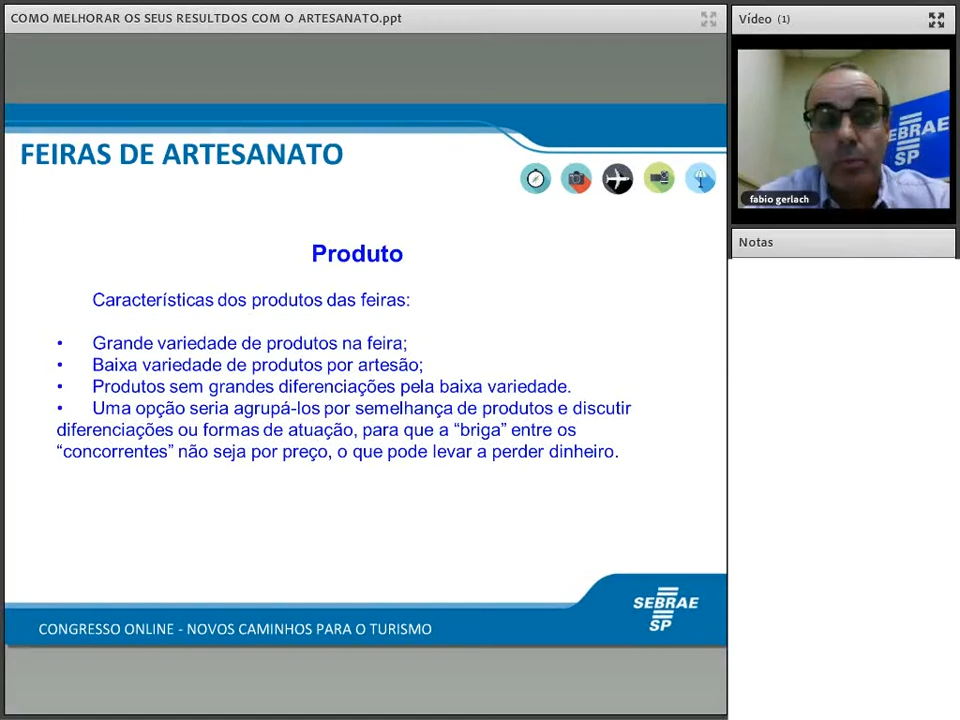 COMO MELHORAR OS SEUS RESULTDOS COM O ARTESANATO.ppt
Vídeo (1)
FEIRAS DE ARTESANATO
EBRAE
SP
fabio gerlach
Notas
Produto
Características dos produtos das feiras:
• Grande variedade de produtos na feira;
• Baixa variedade de produtos por artesão;
• Produtos sem grandes diferenciações pela baixa variedade.
• Uma opção seria agrupá-los por semelhança de produtos e discutir
diferenciações ou formas de atuação, para que a “briga” entre os
“concorrentes” não seja por preço, o que pode levar a perder dinheiro.
SEBRAE
SP
CONGRESSO ONLINE - NOVOS CAMINHOS PARA O TURISMO